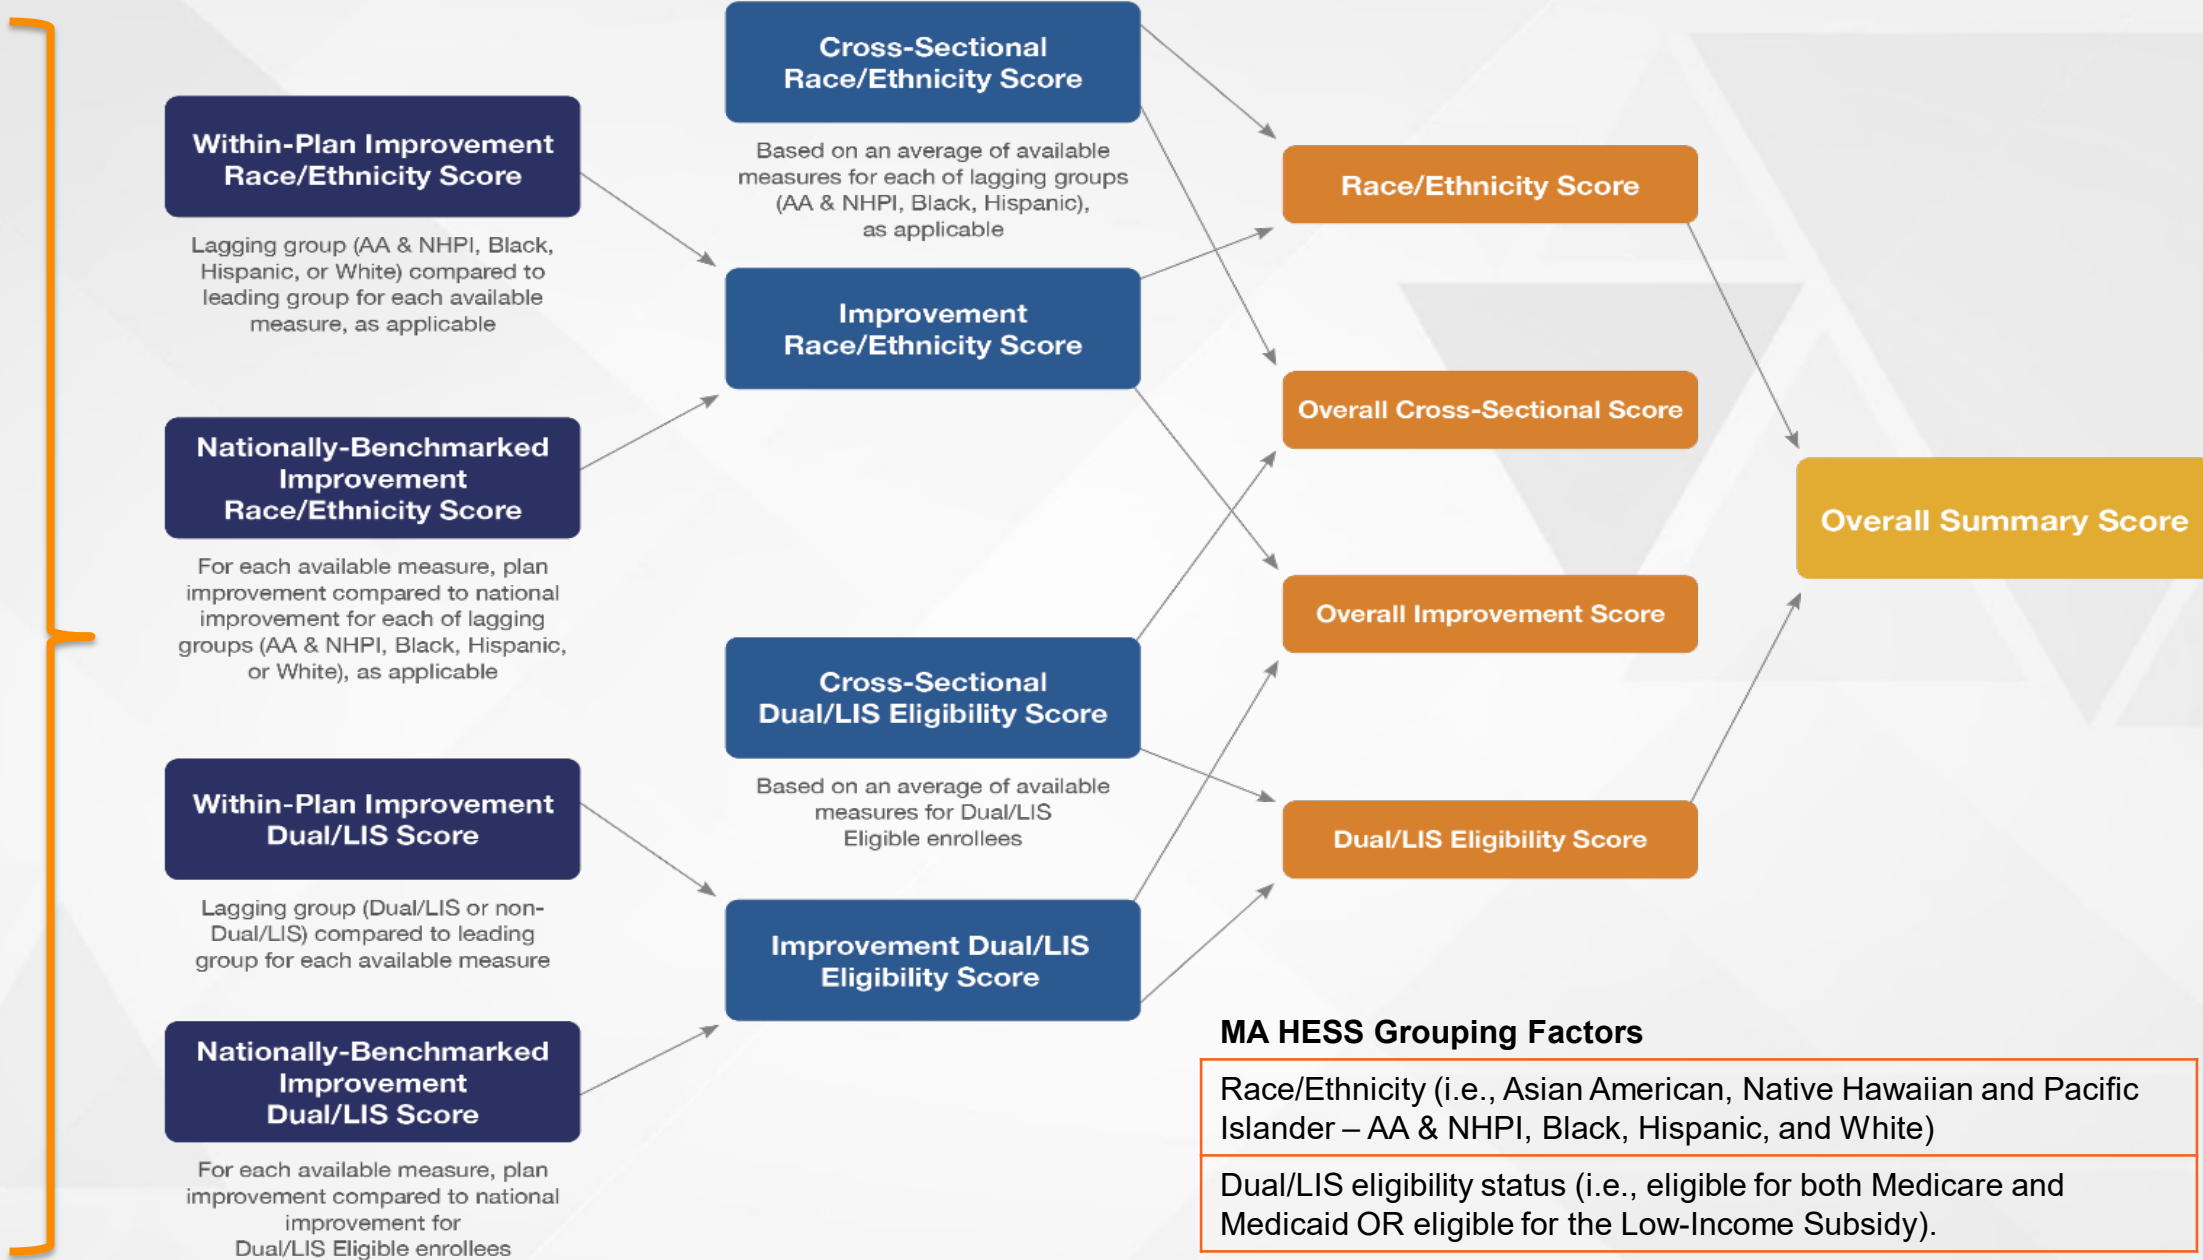 Within-Plan Improvement
Race/Ethnicity Score
Lagging group (AA & NHPI, Black,
Hispanic, or White) compared to
leading group for each available
measure, as applicable
Nationally-Benchmarked
Improvement
Race/Ethnicity Score
For each available measure, plan
improvement compared to national
improvement for each of lagging
groups (AA & NHPI, Black, Hispanic,
or White), as applicable
Within-Plan Improvement
Dual/LIS Score
Lagging group (Dual/LIS or non-
Dual/LIS) compared to leading
group for each available measure
Nationally-Benchmarked
Improvement
Dual/LIS Score
For each available measure, plan
improvement compared to national
improvement for
Dual/LIS Eligible enrollees
Cross-Sectional
Race/Ethnicity Score
Based on an average of available
measures for each of lagging groups
(AA & NHPI, Black, Hispanic),
as applicable
Improvement
Race/Ethnicity Score
Cross-Sectional
Dual/LIS Eligibility Score
Based on an average of available
measures for Dual/LIS
Eligible enrollees
Improvement Dual/LIS
Eligibility Score
Race/Ethnicity Score
Overall Cross-Sectional Score
Overall Improvement Score
Dual/LIS Eligibility Score
Overall Summary Score
MA HESS Grouping Factors
Race/Ethnicity (i.e., Asian American, Native Hawaiian and Pacific
Islander – AA & NHPI, Black, Hispanic, and White)
Dual/LIS eligibility status (i.e., eligible for both Medicare and
Medicaid OR eligible for the Low-Income Subsidy).